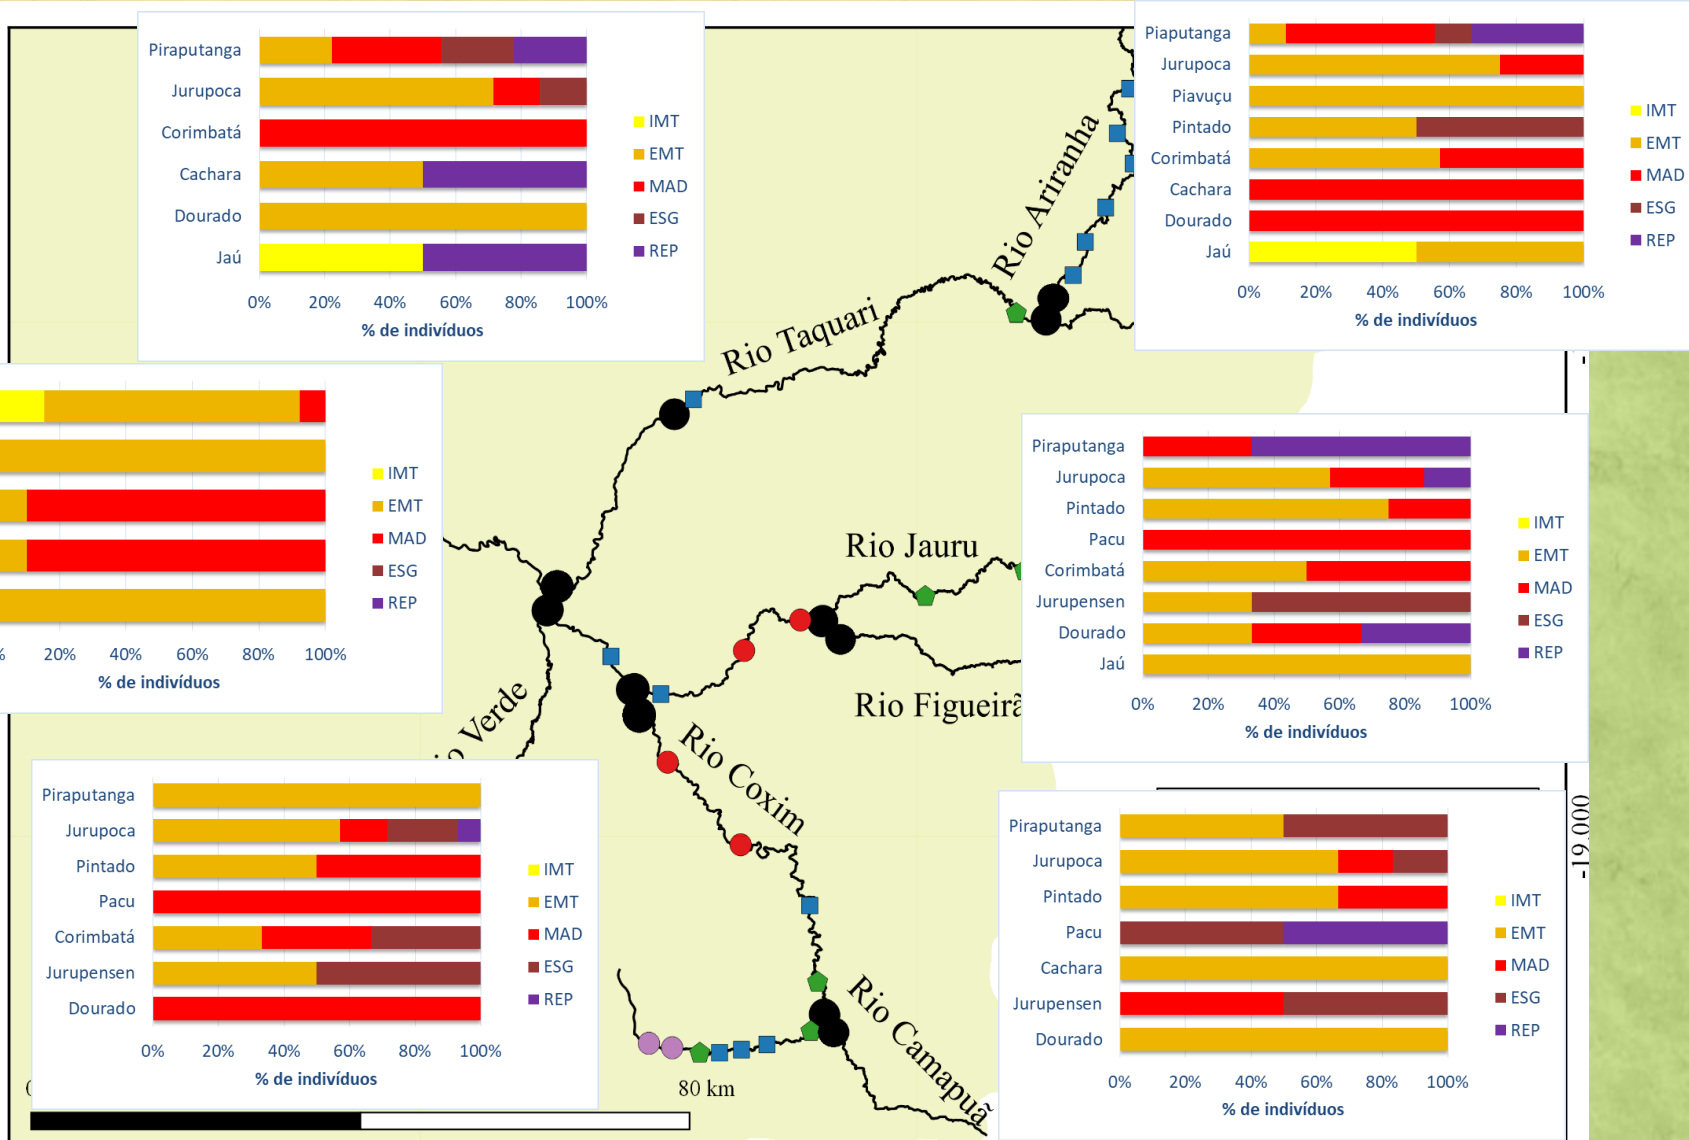 Piraputanga
Jurupoca
Corimbatá
Cachara
Dourado
Jaú
0% 20% 40% 60% 80% 100%
% de indivíduos
IMT
EMT
MAD
ESG
REP
Piaputanga
Jurupoca
Piavuçu
Pintado
Corimbatá
Cachara
Dourado
Jaú
0% 20% 40% 60% 80% 100%
% de indivíduos
IMT
EMT
MAD
ESG
REP
Rio Ariranha
Rio Taquari
% 20% 40% 60% 80% 100%
% de indivíduos
IMT
EMT
MAD
ESG
REP
Rio Jauru
Rio Figueirã
io Verde
Rio Coxim
Rio Camapuã
Piraputanga
Jurupoca
Pintado
Pacu
Corimbatá
Jurupensen
Dourado
Jaú
0% 20% 40% 60% 80% 100%
% de indivíduos
IMT
EMT
MAD
ESG
REP
Piraputanga
Jurupoca
Pintado
Pacu
Corimbatá
Jurupensen
Dourado
0% 20% 40% 60% 80% 100%
% de indivíduos
IMT
EMT
MAD
ESG
REP
80 km
Piraputanga
Jurupoca
Pintado
Pacu
Cachara
Jurupensen
Dourado
0% 20% 40% 60% 80% 100%
% de indivíduos
IMT
EMT
MAD
ESG
REP
-19.000